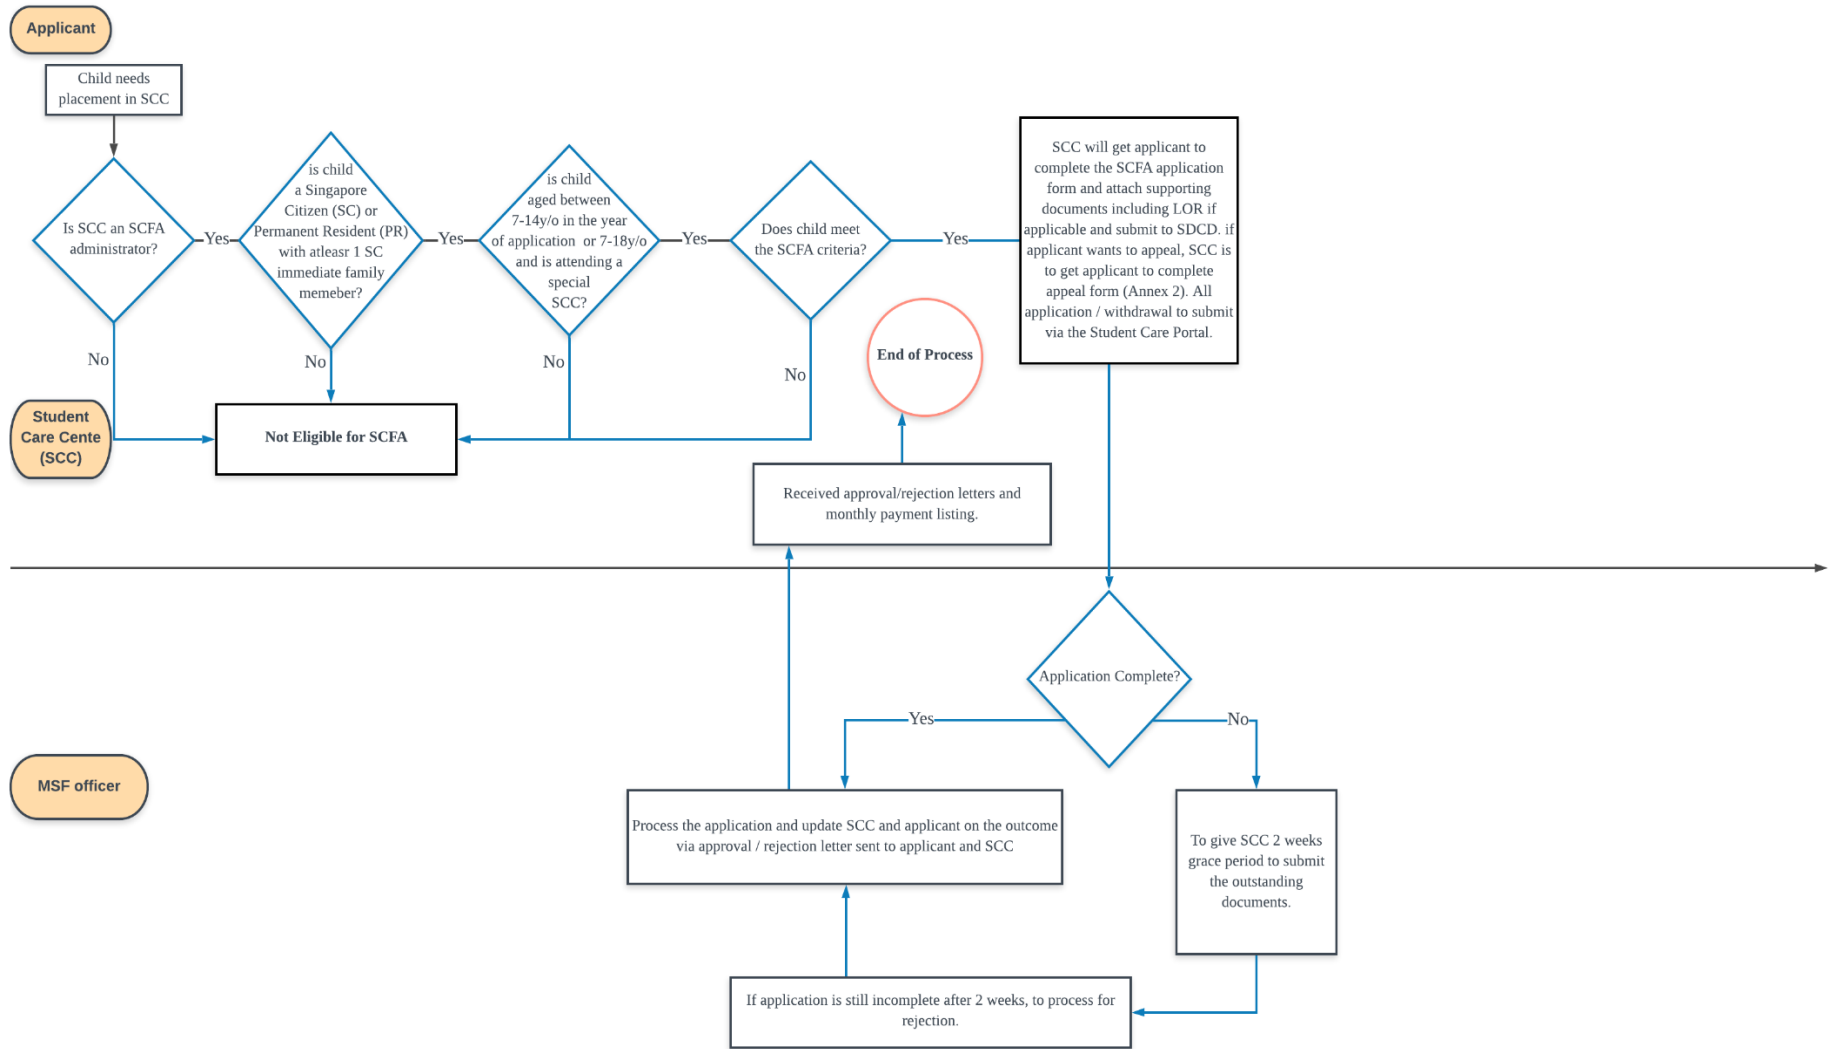 Applicant
Child needs
placement in SCC
Is SCC an SCFA
administrator?
Yes
No
is child
a Singapore
Citizen (SC) or
Permanent Resident (PR)
with atleasr 1 SC
immediate family
memeber?
Yes
No
is child
aged between
7-14y/o in the year
of application or 7-18y/o
and is attending a
special
SCC?
Yes
No
Does child meet
the SCFA criteria?
Yes
No
SCC will get applicant to
complete the SCFA application
form and attach supporting
documents including LOR if
applicable and submit to SDCD. if
applicant wants to appeal, SCC is
to get applicant to complete
appeal form (Annex 2). All
application / withdrawal to submit
via the Student Care Portal.
End of Process
Student
Care Cente
(SCC)
Not Eligible for SCFA
Received approval/rejection letters and
monthly payment listing.
Application Complete?
Yes
No
MSF officer
Process the application and update SCC and applicant on the outcome
via approval / rejection letter sent to applicant and SCC
To give SCC 2 weeks
grace period to submit
the outstanding
documents.
If application is still incomplete after 2 weeks, to process for
rejection.